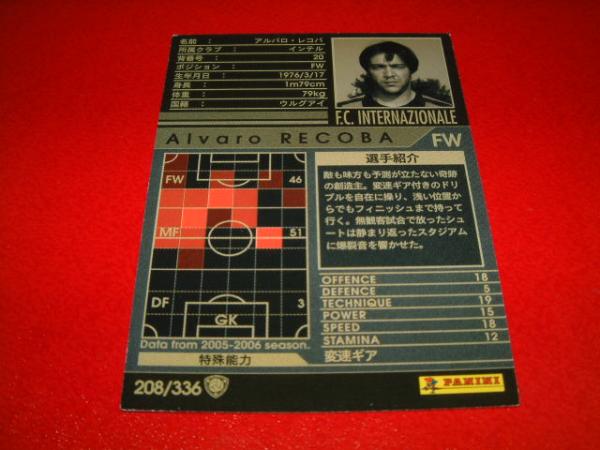 名前 : アルバロ・レコバ
所属クラブ : インテル
背番号 : 20
ポジション : FW
生年月日 : 1976/3/17
身長 : 1m79cm
体重 : 79kg
国籍 : ウルグアイ
F.C. INTERNAZIONALE
Alvaro RECOBA FW
FW 46
MF 51
DF 3
GK
Data from 2005-2006 season.
選手紹介
敵も味方も予測が立たない奇跡
の創造主。変速ギア付きのドリ
ブルを自在に操り、浅い位置か
らでもフィニッシュまで持って
行く。無観客試合で放ったシュ
ートは静まり返ったスタジアム
に爆裂音を響かせた。
OFFENCE 18
DEFENCE 5
TECHNIQUE 19
POWER 15
SPEED 18
STAMINA 12
特殊能力 変速ギア
208/336
PANINI